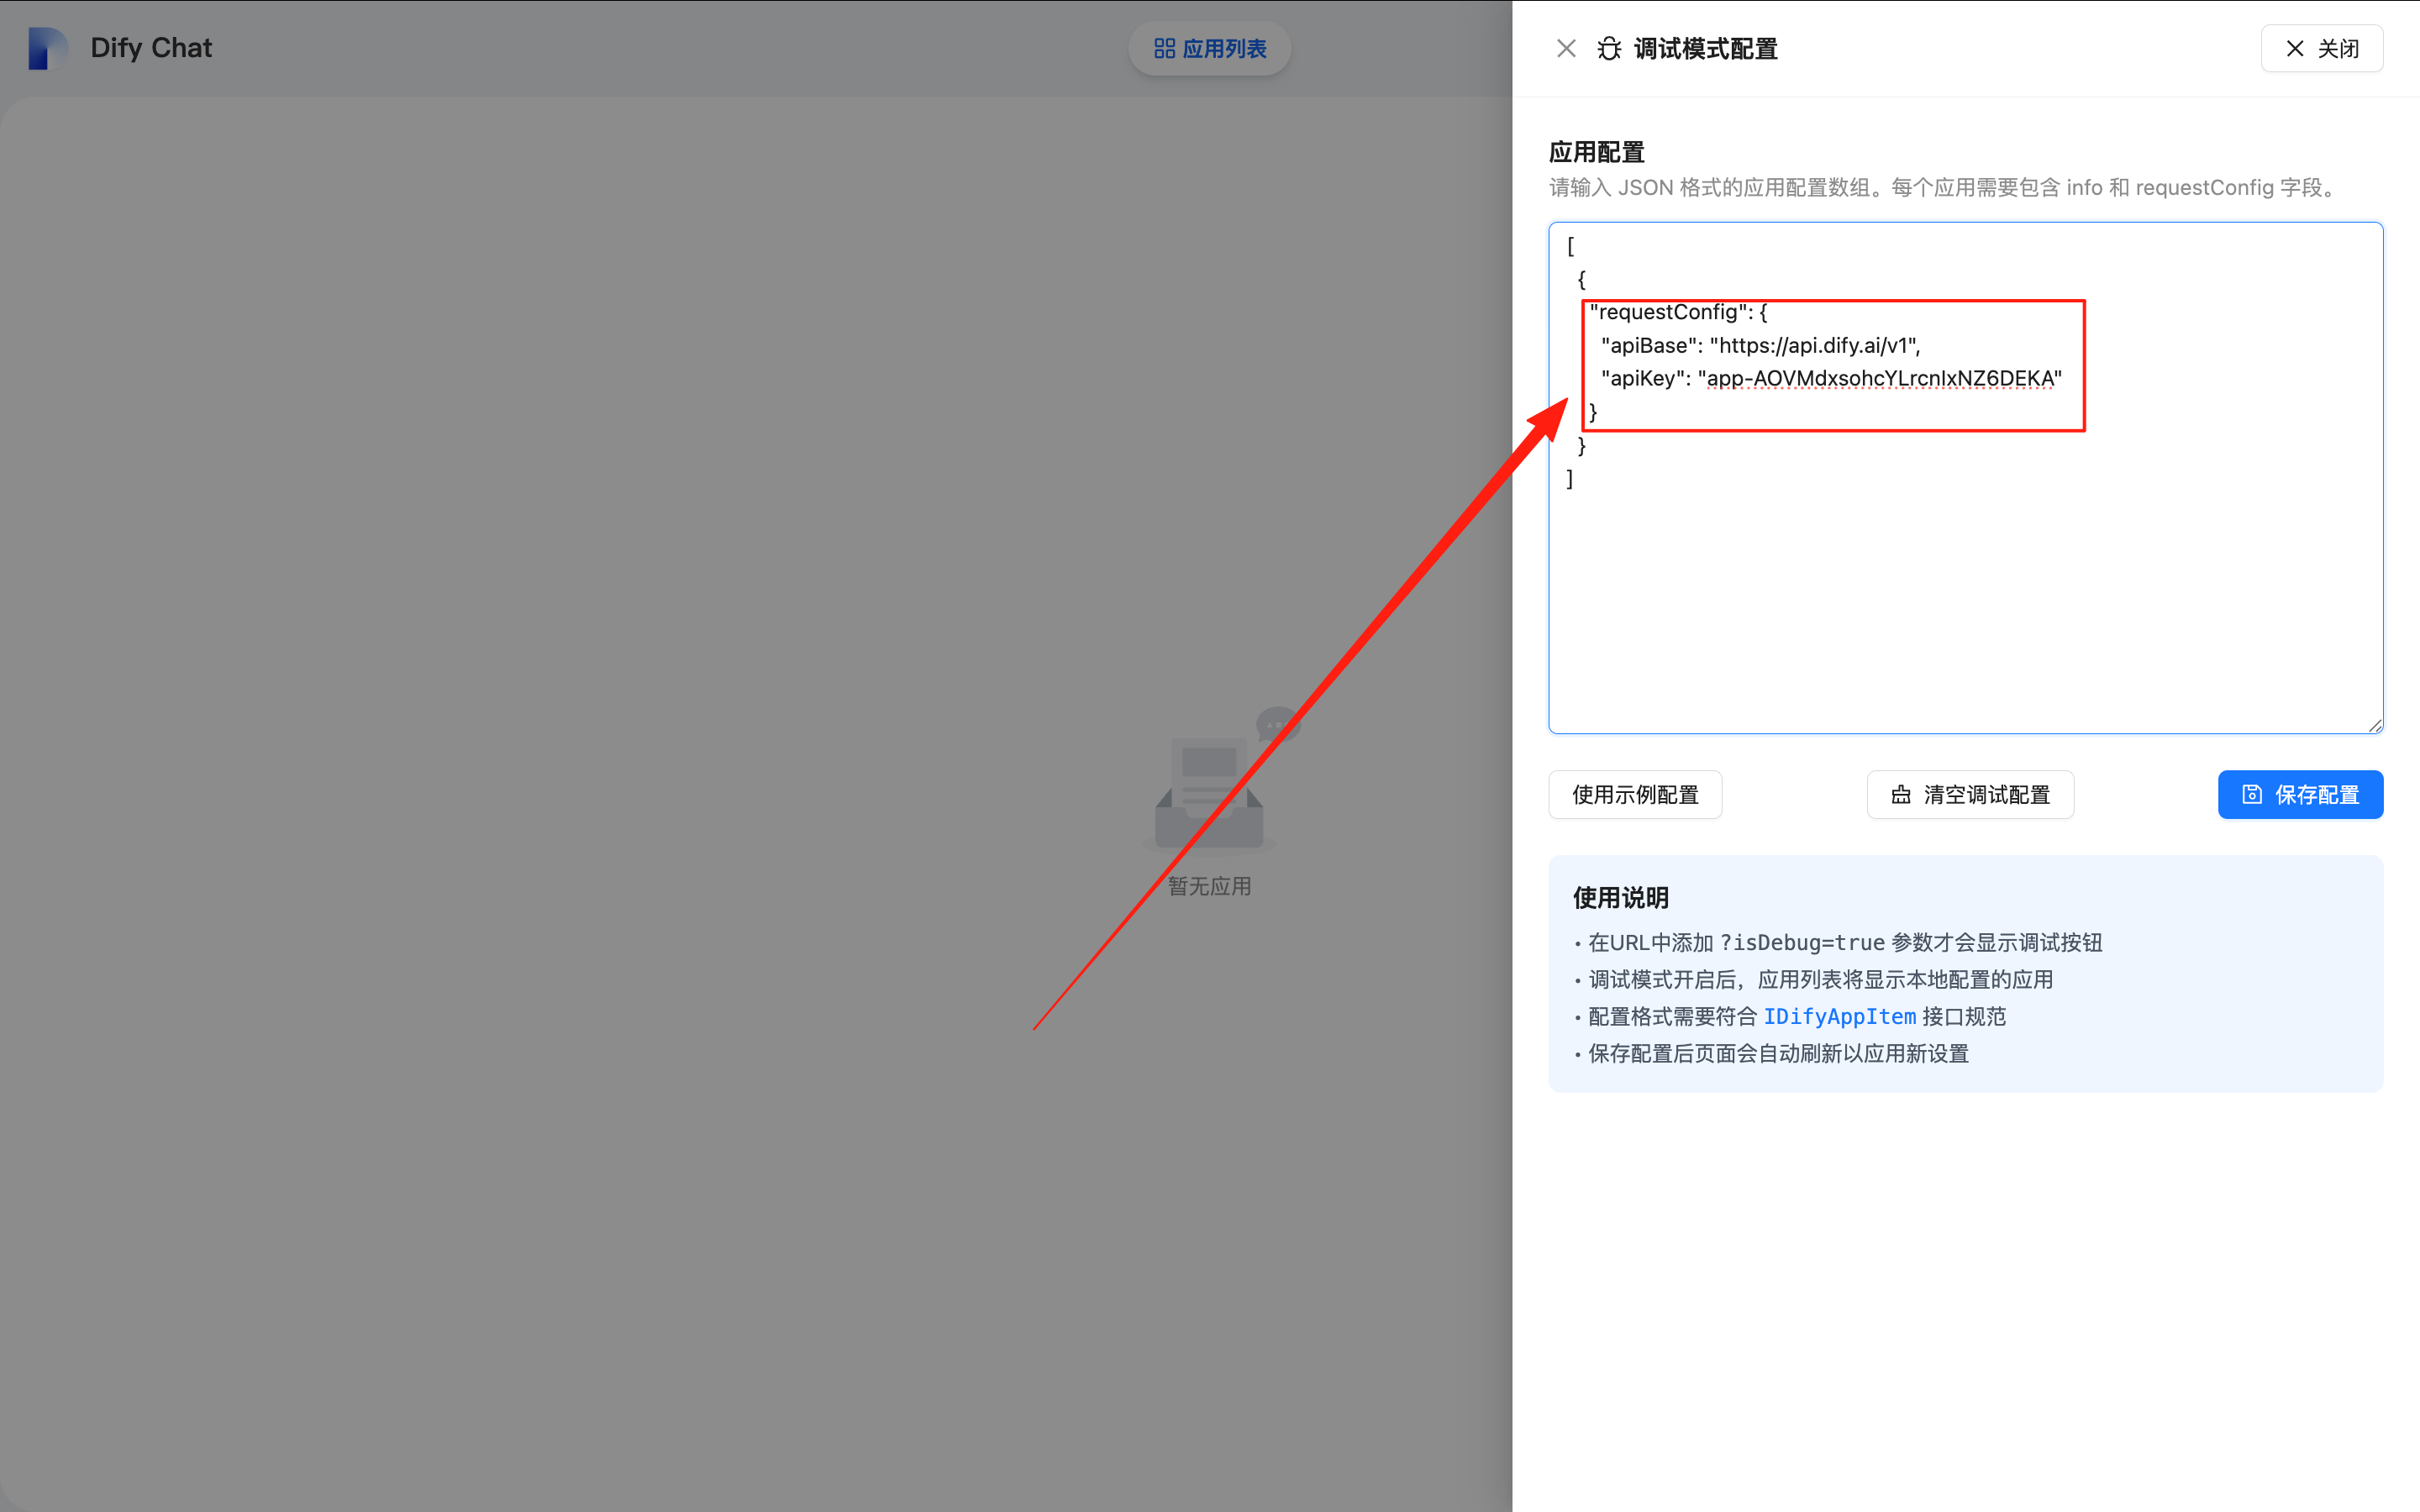 Dify Chat
应用列表
暂无应用
调试模式配置
关闭
应用配置
请输入 JSON 格式的应用配置数组。每个应用需要包含 info 和 requestConfig 字段。
[
{
"requestConfig": {
"apiBase": "https://api.dify.ai/v1",
"apiKey": "app-AOVMdxsohcYLrcnIxNZ6DEKA"
}
}
]
使用示例配置
清空调试配置
保存配置
使用说明
• 在URL中添加 ?isDebug=true 参数才会显示调试按钮
• 调试模式开启后，应用列表将显示本地配置的应用
• 配置格式需要符合 IDifyAppItem 接口规范
• 保存配置后页面会自动刷新以应用新设置